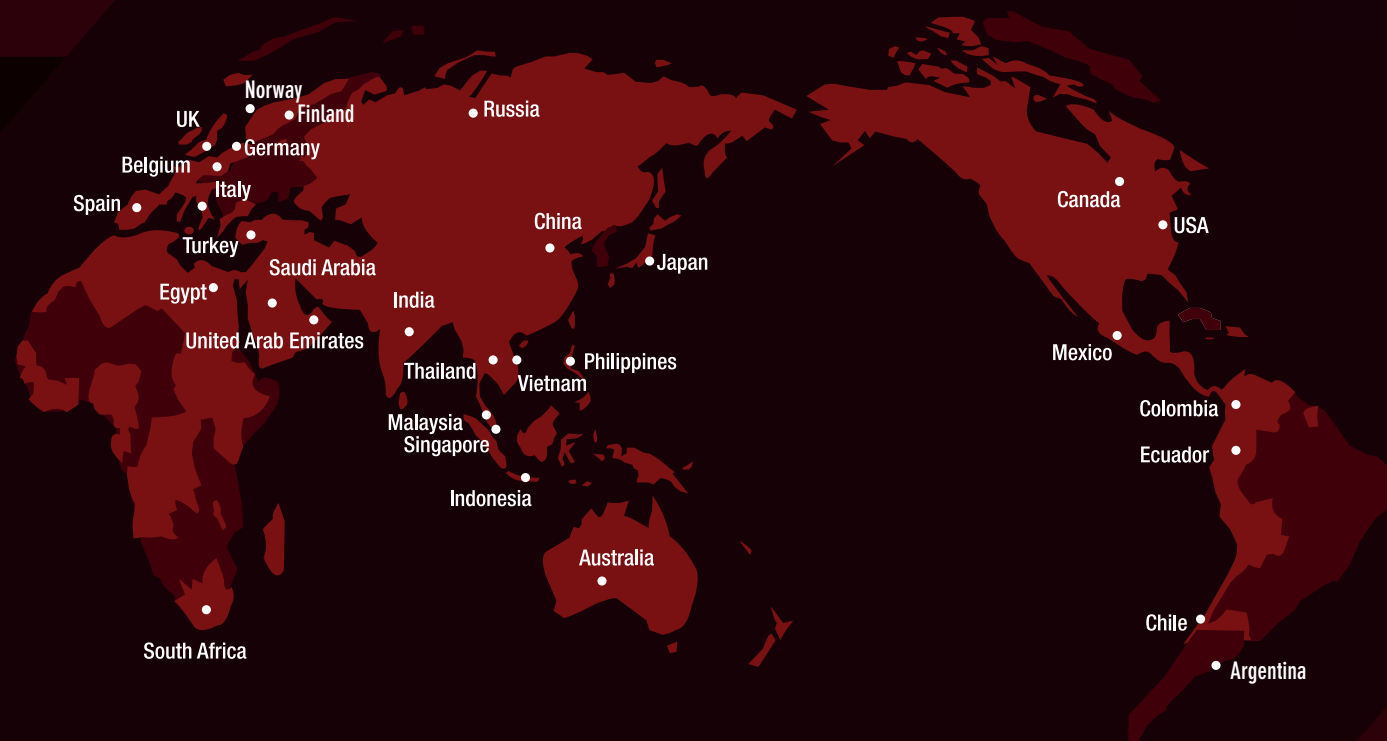 Norway
Finland
UK
Germany
Belgium
Italy
Spain
Turkey
Saudi Arabia
Egypt
United Arab Emirates
Russia
China
Japan
India
Thailand
Vietnam
Philippines
Malaysia
Singapore
Indonesia
Australia
South Africa
Canada
USA
Mexico
Colombia
Ecuador
Chile
Argentina